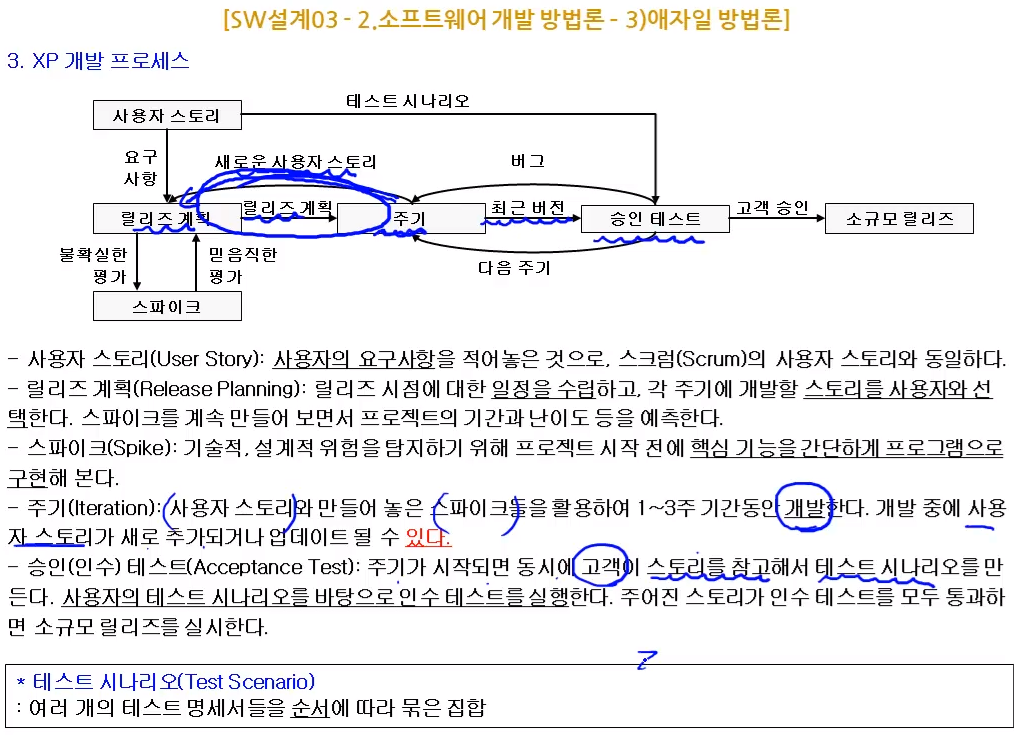 [SW설계03 - 2.소프트웨어 개발 방법론 - 3)애자일 방법론]
3. XP 개발 프로세스
테스트 시나리오
사용자 스토리
요구
사항
새로운 사용자 스토리
버그
릴리즈 계획
릴리즈 계획
주기
최근 버전
승인 테스트
고객 승인
소규모 릴리즈
불확실한
평가
믿음직한
평가
다음 주기
스파이크
- 사용자 스토리(User Story): 사용자의 요구사항을 적어놓은 것으로, 스크럼(Scrum)의 사용자 스토리와 동일하다.
- 릴리즈 계획(Release Planning): 릴리즈 시점에 대한 일정을 수립하고, 각 주기에 개발할 스토리를 사용자와 선
택한다. 스파이크를 계속 만들어 보면서 프로젝트의 기간과 난이도 등을 예측한다.
- 스파이크(Spike): 기술적, 설계적 위험을 탐지하기 위해 프로젝트 시작 전에 핵심 기능을 간단하게 프로그램으로
구현해 본다.
- 주기(Iteration): 사용자 스토리와 만들어 놓은 스파이크들을 활용하여 1~3주 기간동안 개발한다. 개발 중에 사용
자 스토리가 새로 추가되거나 업데이트 될 수 있다.
- 승인(인수) 테스트(Acceptance Test): 주기가 시작되면 동시에 고객이 스토리를 참고해서 테스트 시나리오를 만
든다. 사용자의 테스트 시나리오를 바탕으로 인수 테스트를 실행한다. 주어진 스토리가 인수 테스트를 모두 통과하
면 소규모 릴리즈를 실시한다.
* 테스트 시나리오(Test Scenario)
: 여러 개의 테스트 명세서들을 순서에 따라 묶은 집합